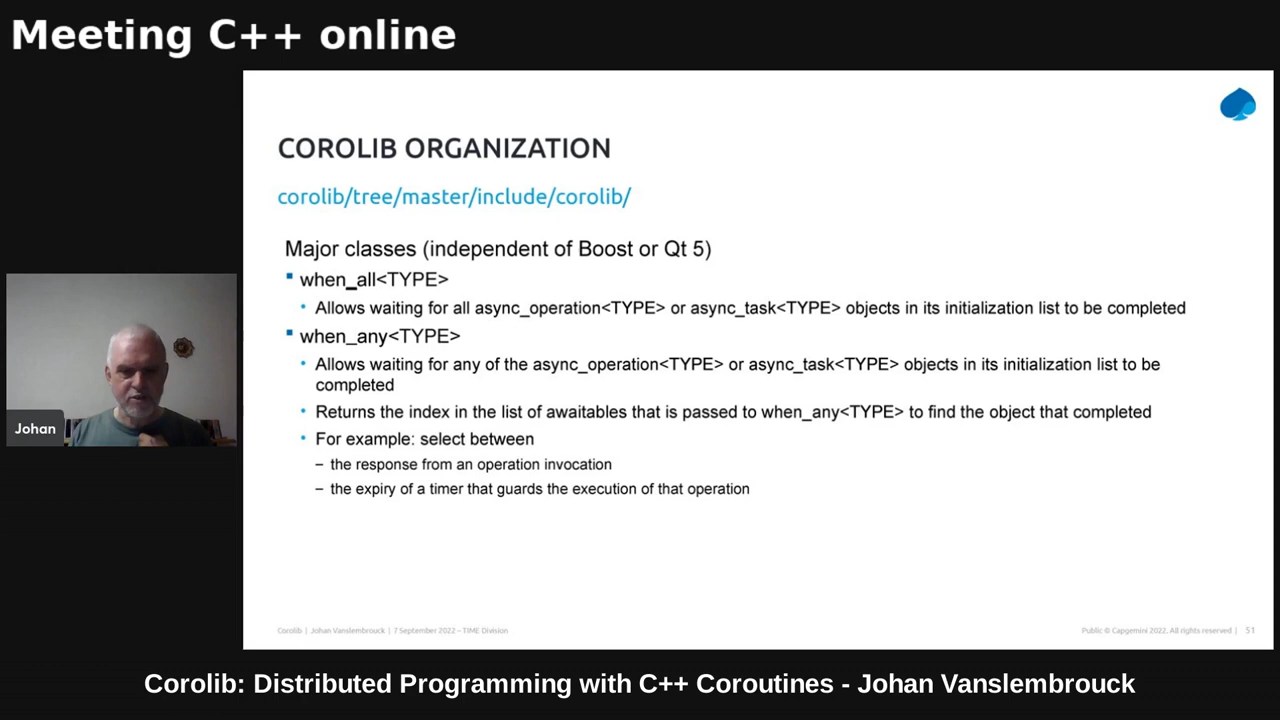 Meeting C++ online
COROLIB ORGANIZATION
corolib/tree/master/include/corolib/
Major classes (independent of Boost or Qt 5)
when_all<TYPE>
Allows waiting for all async_operation<TYPE> or async_task<TYPE> objects in its initialization list to be completed
when_any<TYPE>
Allows waiting for any of the async_operation<TYPE> or async_task<TYPE> objects in its initialization list to be
completed
Returns the index in the list of awaitables that is passed to when_any<TYPE> to find the object that completed
For example: select between
– the response from an operation invocation
– the expiry of a timer that guards the execution of that operation
Johan
Corolib | Johan Vanslembrouck | 7 September 2022 – TIME Division
Public © Capgemini 2022. All rights reserved | 51
Corolib: Distributed Programming with C++ Coroutines - Johan Vanslembrouck